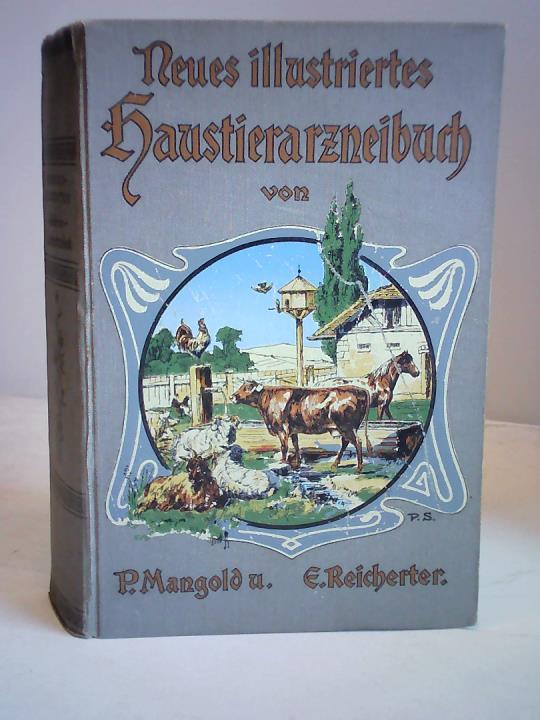 Neues illustriertes
Haustierarzneibuch
von
P. S.
P. Mangold u. E. Reicherter.